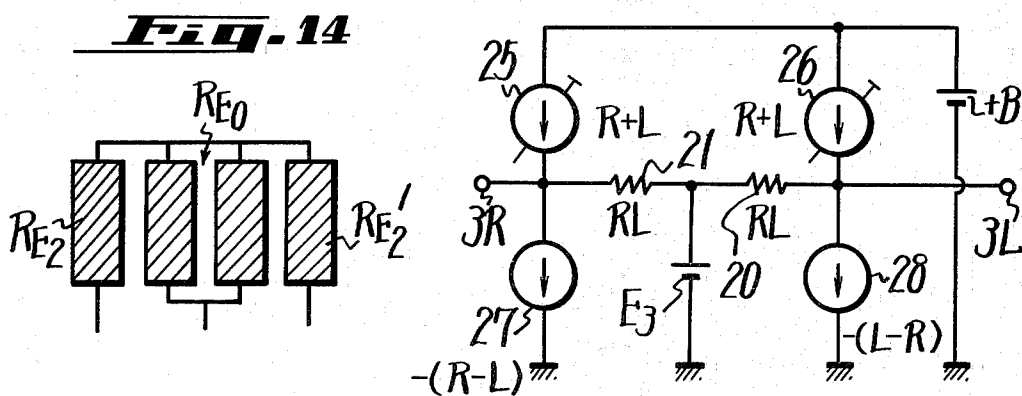 Fig. 14
RE0
RE2
RE2'
25
26
R+L
R+L
+B
21
3R
RL
RL
3L
E3
20
27
28
-(R-L)
-(L-R)